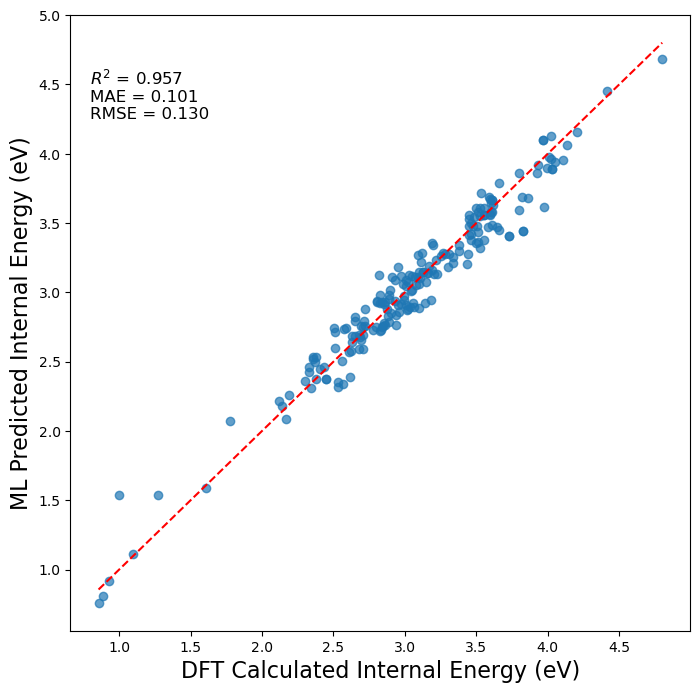 5.0
4.5
4.0
3.5
3.0
2.5
2.0
1.5
1.0
R² = 0.957
MAE = 0.101
RMSE = 0.130
ML Predicted Internal Energy (eV)
1.0 1.5 2.0 2.5 3.0 3.5 4.0 4.5
DFT Calculated Internal Energy (eV)